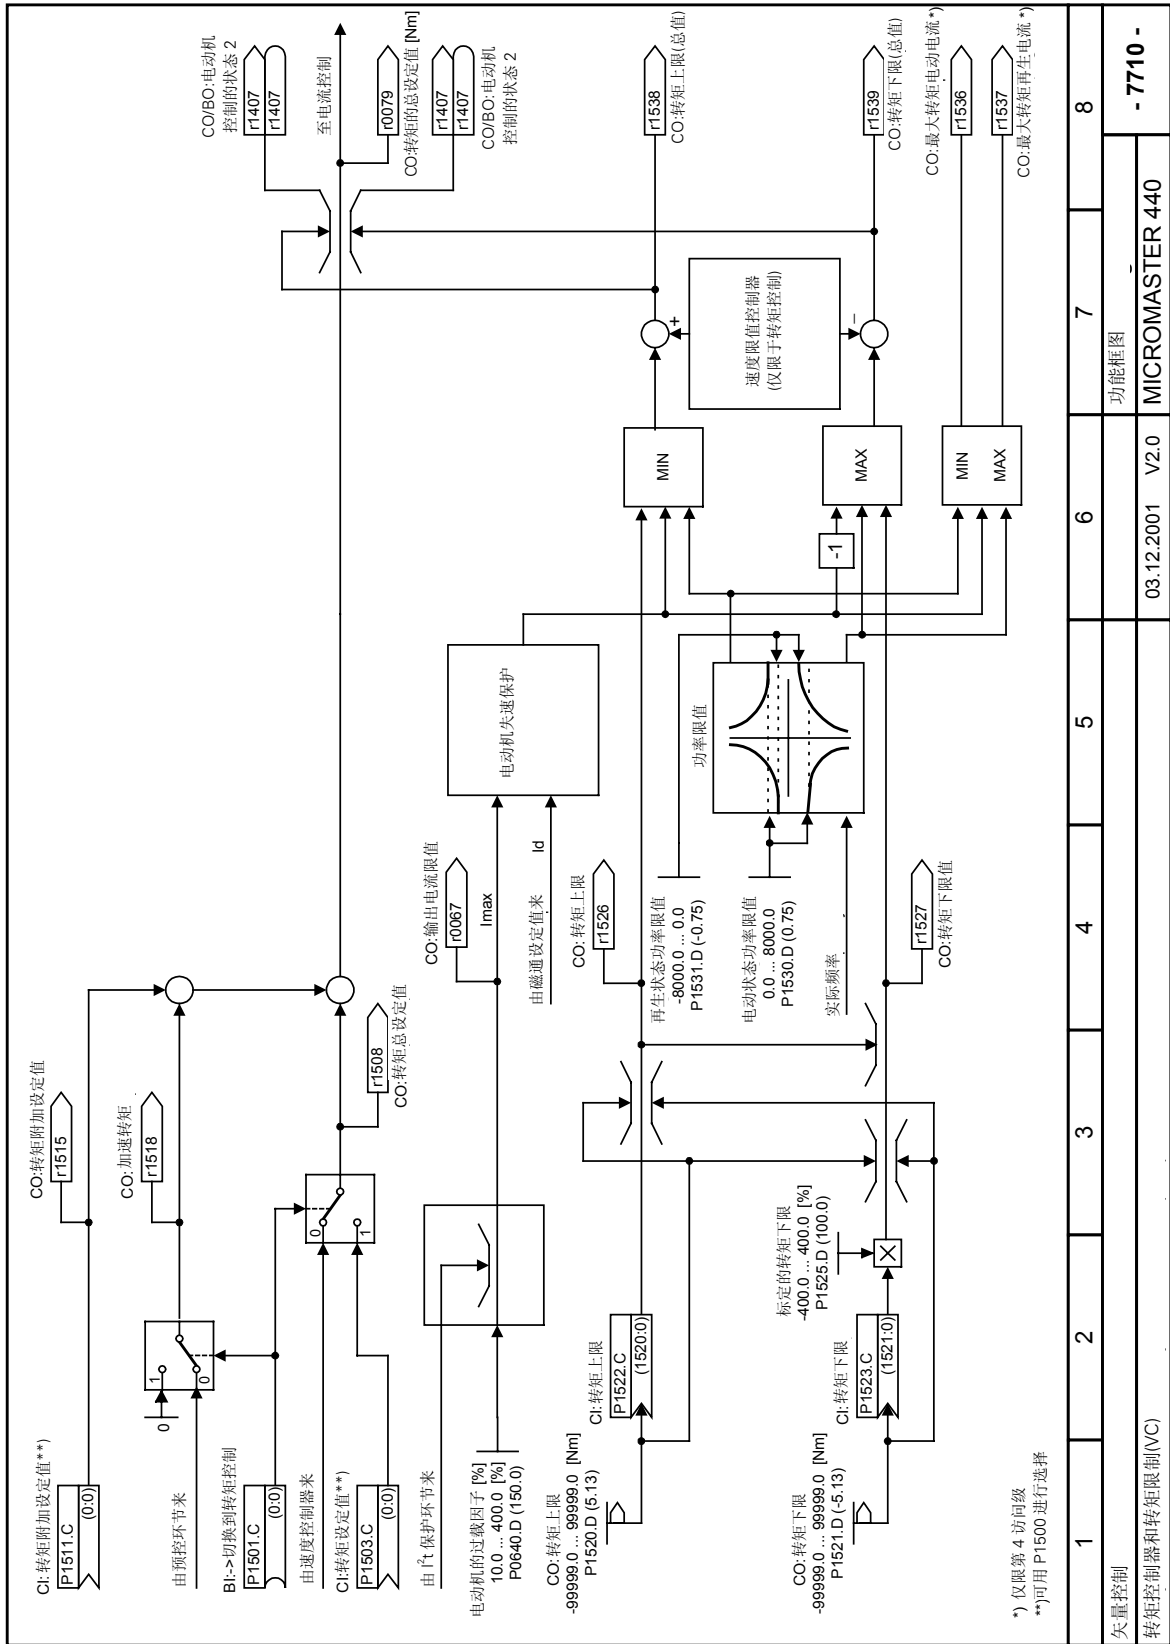 CI: 转矩附加设定值**)
P1511.C
(0:0)
CO:转矩附加设定值
r1515
由预控环节来
0
1
0
CO: 加速转矩
r1518
BI:->切换到转矩控制
P1501.C
(0:0)
由速度控制器来
CI:转矩设定值**)
P1503.C
(0:0)
0
1
r1508
CO:转矩总设定值
CO/BO:电动机
控制的状态 2
r1407
r1407
至电流控制
r0079
CO:转矩的总设定值 [Nm]
r1407
r1407
CO/BO:电动机
控制的状态 2
由 I²t 保护环节来
电动机的过载因子 [%]
10.0 ... 400.0 [%]
P0640.D (150.0)
CO:输出电流限值
r0067
Imax
由磁通设定值来
Id
电动机失速保护
CO:转矩上限
-99999.0 ... 99999.0 [Nm]
P1520.D (5.13)
CI:转矩上限
P1522.C
(1520:0)
CO:转矩上限
r1526
MIN
+
r1538
CO:转矩上限(总值)
再生状态功率限值
-8000.0 ... 0.0
P1531.D (-0.75)
电动状态功率限值
0.0 ... 8000.0
P1530.D (0.75)
实际频率
功率限值
速度限值控制器
(仅限于转矩控制)
标定的转矩下限
-400.0 ... 400.0 [%]
P1525.D (100.0)
CO:转矩下限
-99999.0 ... 99999.0 [Nm]
P1521.D (-5.13)
CI:转矩下限
P1523.C
(1521:0)
r1527
CO:转矩下限值
-1
MAX
–
r1539
CO:转矩下限(总值)
MIN
MAX
r1536
CO:最大转矩电动电流*)
r1537
CO:最大转矩再生电流*)
*) 仅限第 4 访问级
**)可用 P1500 进行选择
1
2
3
4
5
6
7
8
矢量控制
功能框图
- 7710 -
转矩控制器和转矩限制(VC)
03.12.2001
V2.0
MICROMASTER 440